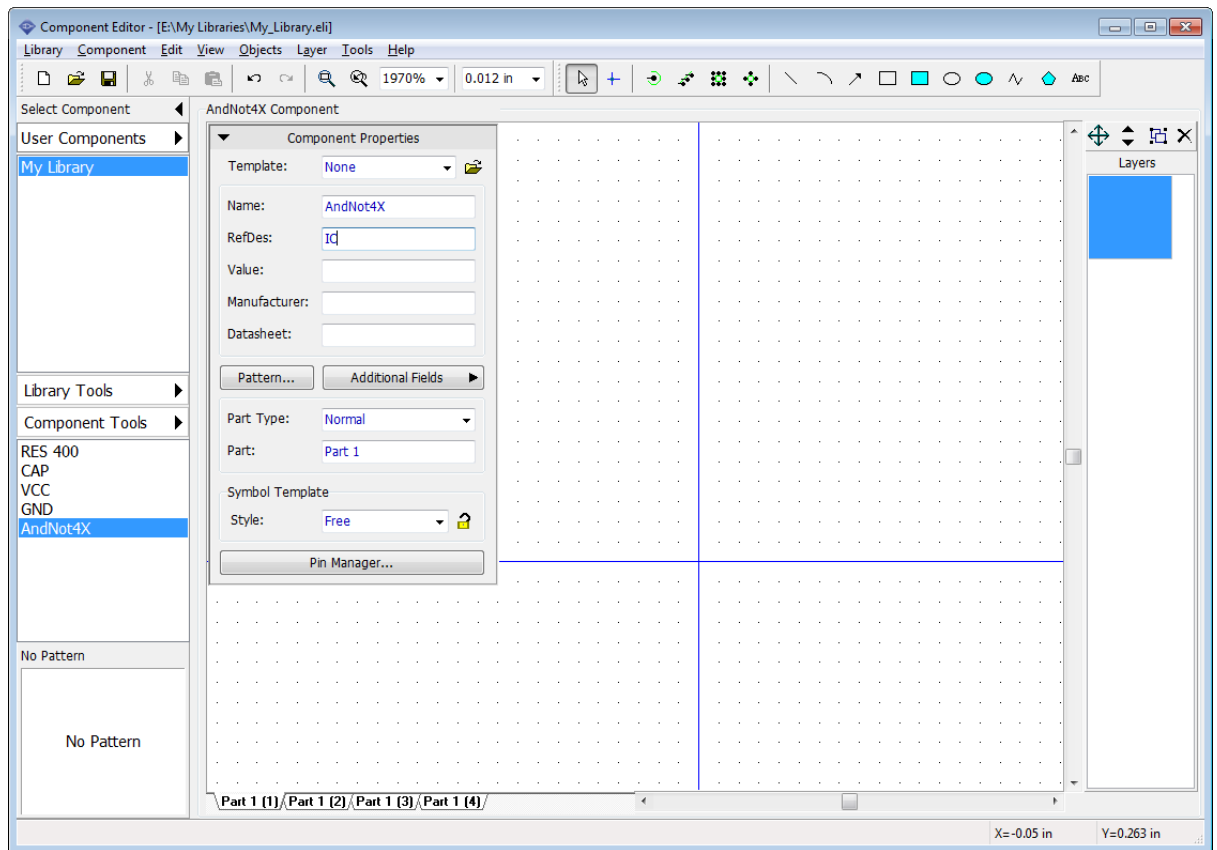 Component Editor - [E:\My Libraries\My_Library.eli]
Library Component Edit View Objects Layer Tools Help
1970% 0.012 in ABC
Select Component
AndNot4X Component
User Components
My Library
Component Properties
Template: None
Name: AndNot4X
RefDes: IC
Value:
Manufacturer:
Datasheet:
Pattern... Additional Fields
Part Type: Normal
Part: Part 1
Symbol Template
Style: Free
Pin Manager...
Layers
Library Tools
Component Tools
RES 400
CAP
VCC
GND
AndNot4X
No Pattern
No Pattern
Part 1 (1) Part 1 (2) Part 1 (3) Part 1 (4)
X=-0.05 in Y=0.263 in